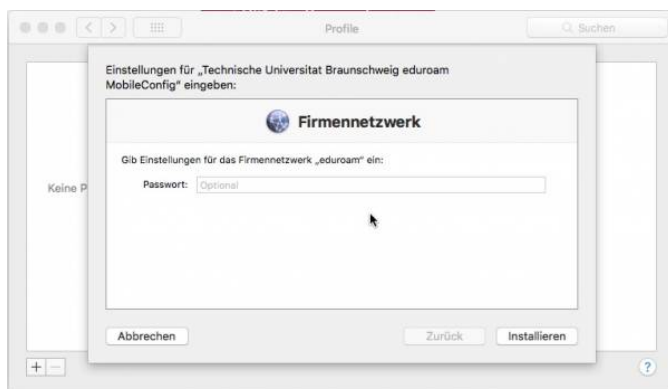 Profile
Suchen
Einstellungen für „Technische Universitat Braunschweig eduroam
MobileConfig“ eingeben:
Firmennetzwerk
Gib Einstellungen für das Firmennetzwerk „eduroam“ ein:
Keine P
Passwort: Optional
Abbrechen Zurück Installieren
+ − ?